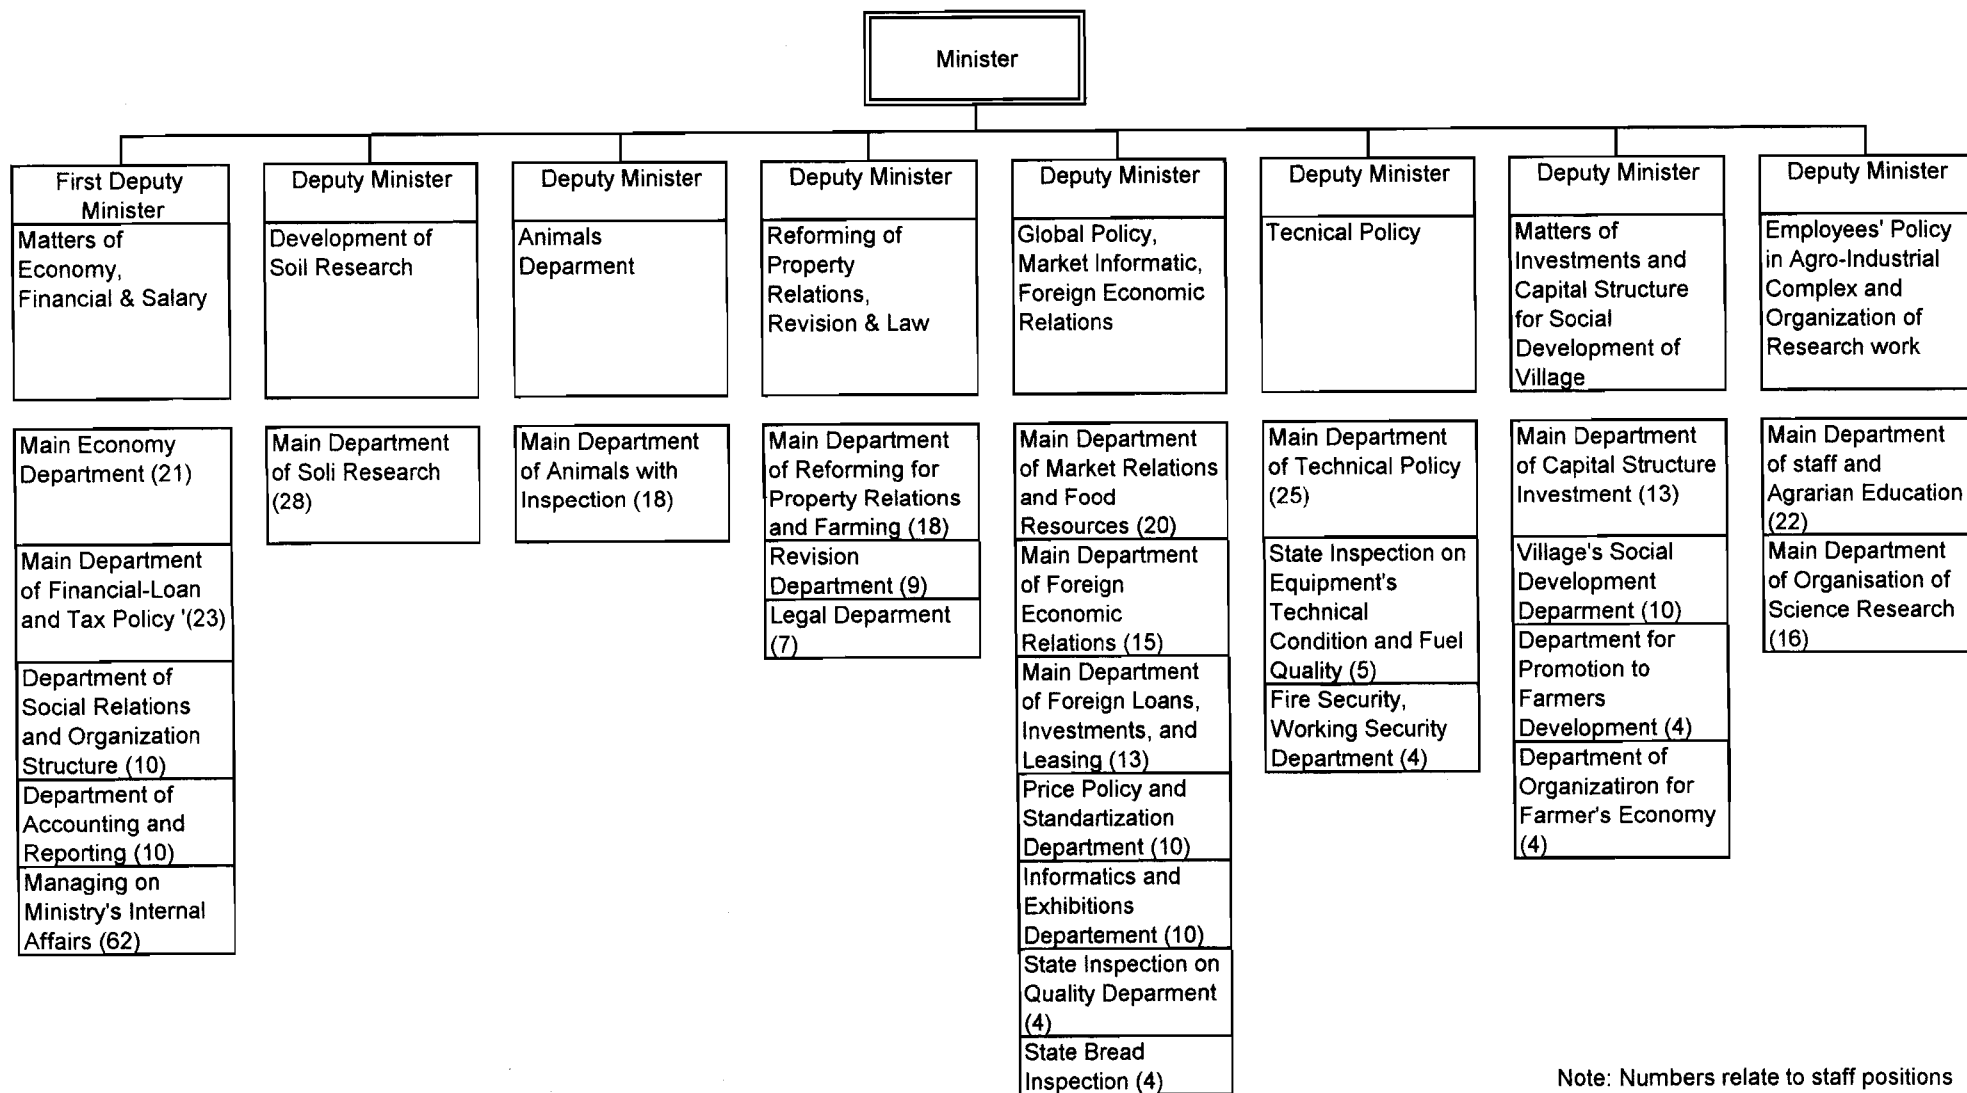 Minister
First Deputy
Minister
Matters of
Economy,
Financial & Salary
Main Economy
Department (21)
Main Department
of Financial-Loan
and Tax Policy '(23)
Department of
Social Relations
and Organization
Structure (10)
Department of
Accounting and
Reporting (10)
Managing on
Ministry's Internal
Affairs (62)
Deputy Minister
Development of
Soil Research
Main Department
of Soli Research
(28)
Deputy Minister
Animals
Deparment
Main Department
of Animals with
Inspection (18)
Deputy Minister
Reforming of
Property
Relations,
Revision & Law
Main Department
of Reforming for
Property Relations
and Farming (18)
Revision
Department (9)
Legal Deparment
(7)
Deputy Minister
Global Policy,
Market Informatic,
Foreign Economic
Relations
Main Department
of Market Relations
and Food
Resources (20)
Main Department
of Foreign
Economic
Relations (15)
Main Department
of Foreign Loans,
Investments, and
Leasing (13)
Price Policy and
Standartization
Department (10)
Informatics and
Exhibitions
Departement (10)
State Inspection on
Quality Deparment
(4)
State Bread
Inspection (4)
Deputy Minister
Tecnical Policy
Main Department
of Technical Policy
(25)
State Inspection on
Equipment's
Technical
Condition and Fuel
Quality (5)
Fire Security,
Working Security
Department (4)
Deputy Minister
Matters of
Investments and
Capital Structure
for Social
Development of
Village
Main Department
of Capital Structure
Investment (13)
Village's Social
Development
Deparment (10)
Department for
Promotion to
Farmers
Development (4)
Department of
Organizatiron for
Farmer's Economy
(4)
Deputy Minister
Employees' Policy
in Agro-Industrial
Complex and
Organization of
Research work
Main Department
of staff and
Agrarian Education
(22)
Main Department
of Organisation of
Science Research
(16)
Note: Numbers relate to staff positions